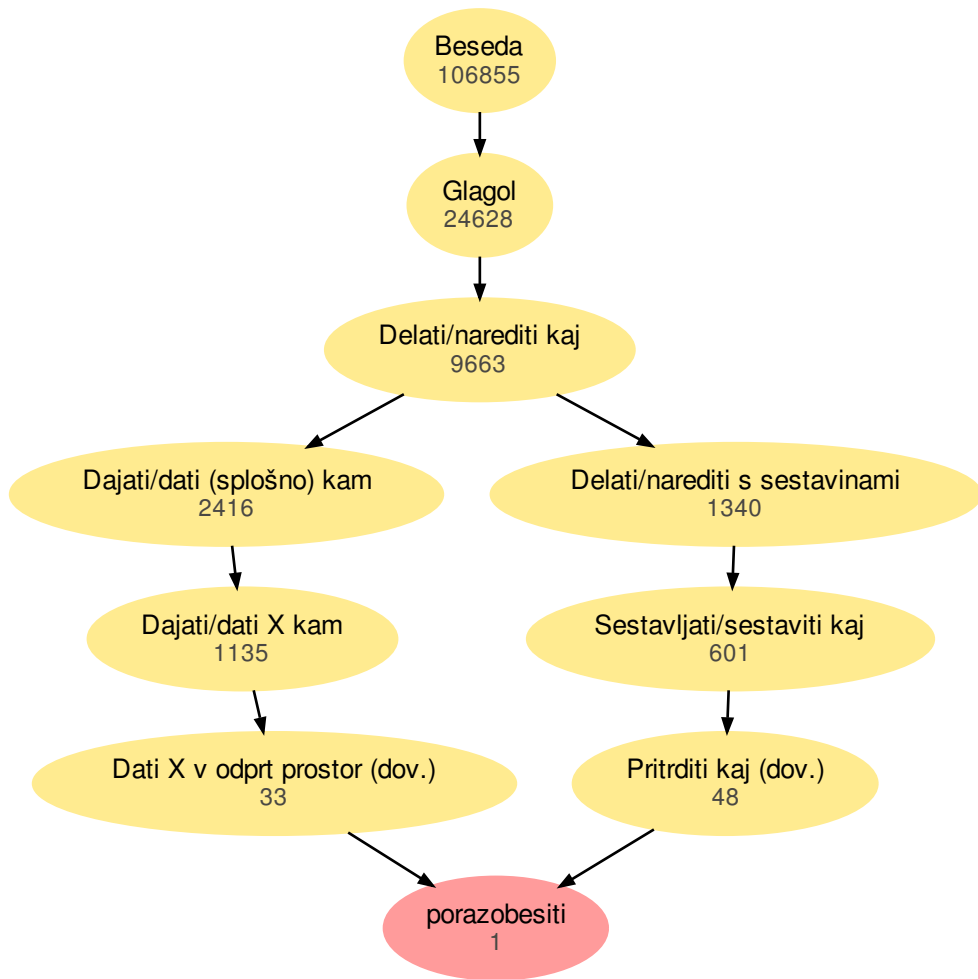 Beseda
106855
Glagol
24628
Delati/narediti kaj
9663
Dajati/dati (splošno) kam
2416
Delati/narediti s sestavinami
1340
Dajati/dati X kam
1135
Sestavljati/sestaviti kaj
601
Dati X v odprt prostor (dov.)
33
Pritrditi kaj (dov.)
48
porazobesiti
1